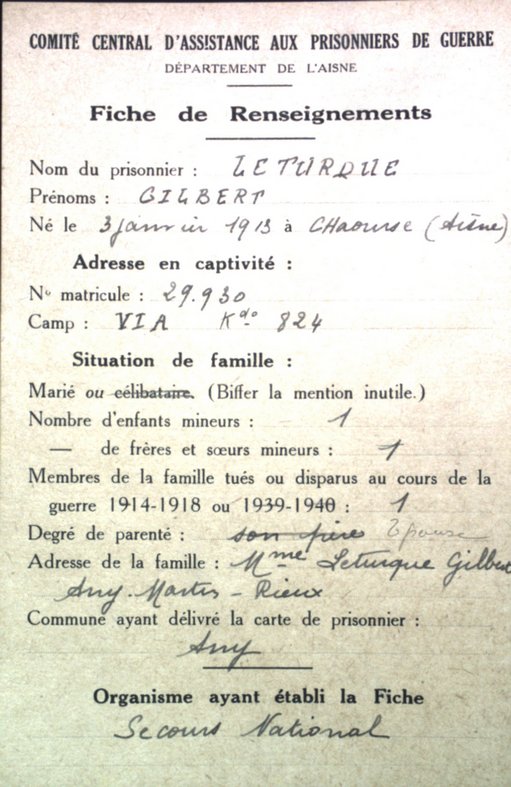 COMITÉ CENTRAL D'ASSISTANCE AUX PRISONNIERS DE GUERRE
DÉPARTEMENT DE L'AISNE
Fiche de Renseignements
Nom du prisonnier : LETURQUE
Prénoms : GILBERT
Né le 3 janvier 1913 à CHaourse (Aisne)
Adresse en captivité :
No matricule : 29.930
Camp : VI A Kdo 824
Situation de famille :
Marié ou célibataire. (Biffer la mention inutile.)
Nombre d'enfants mineurs : 1
— de frères et sœurs mineurs : 1
Membres de la famille tués ou disparus au cours de la
guerre 1914-1918 ou 1939-1940 : 1
Degré de parenté : son père Epouse
Adresse de la famille : Mme Leturque Gilbert
Any-Martin-Rieux
Commune ayant délivré la carte de prisonnier :
Any
Organisme ayant établi la Fiche
Secours National